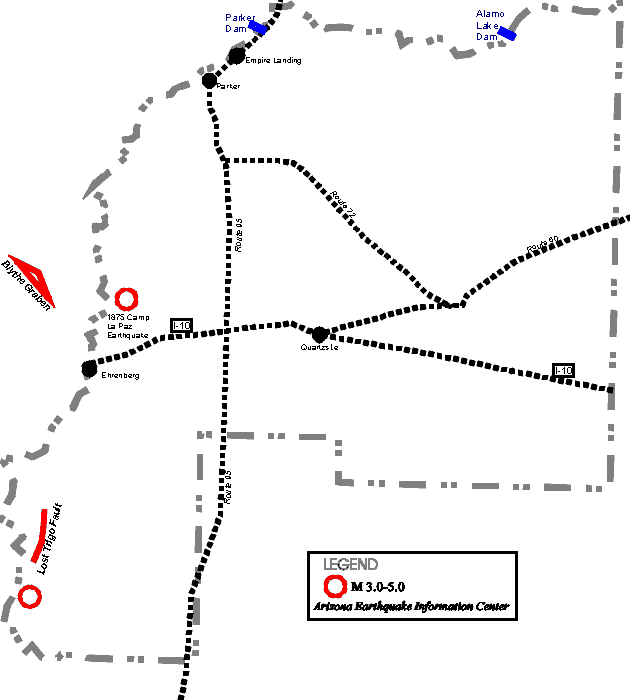 Parker
Dam
Alamo
Lake
Dam
Empire Landing
Parker
Route 72
Route 95
Route 60
Blythe Graben
1875 Camp
La Paz
Earthquake
I-10
Quartzsite
Ehrenberg
I-10
Route 95
Lost Trigo Fault
LEGEND
M 3.0-5.0
Arizona Earthquake Information Center